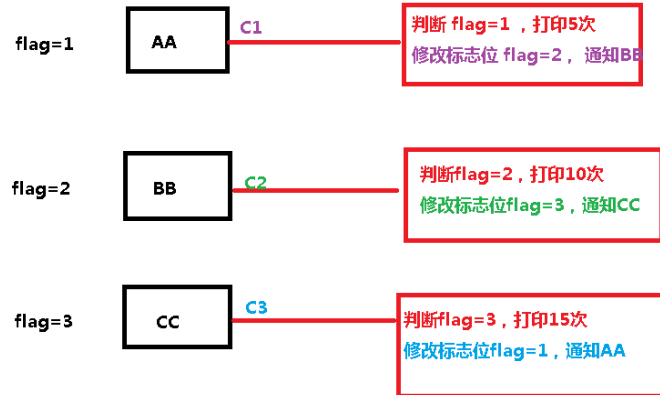 flag=1
AA
C1
判断 flag=1 ，打印5次
修改标志位 flag=2 ， 通知BB
flag=2
BB
C2
判断flag=2，打印10次
修改标志位flag=3，通知CC
flag=3
CC
C3
判断flag=3，打印15次
修改标志位flag=1，通知AA